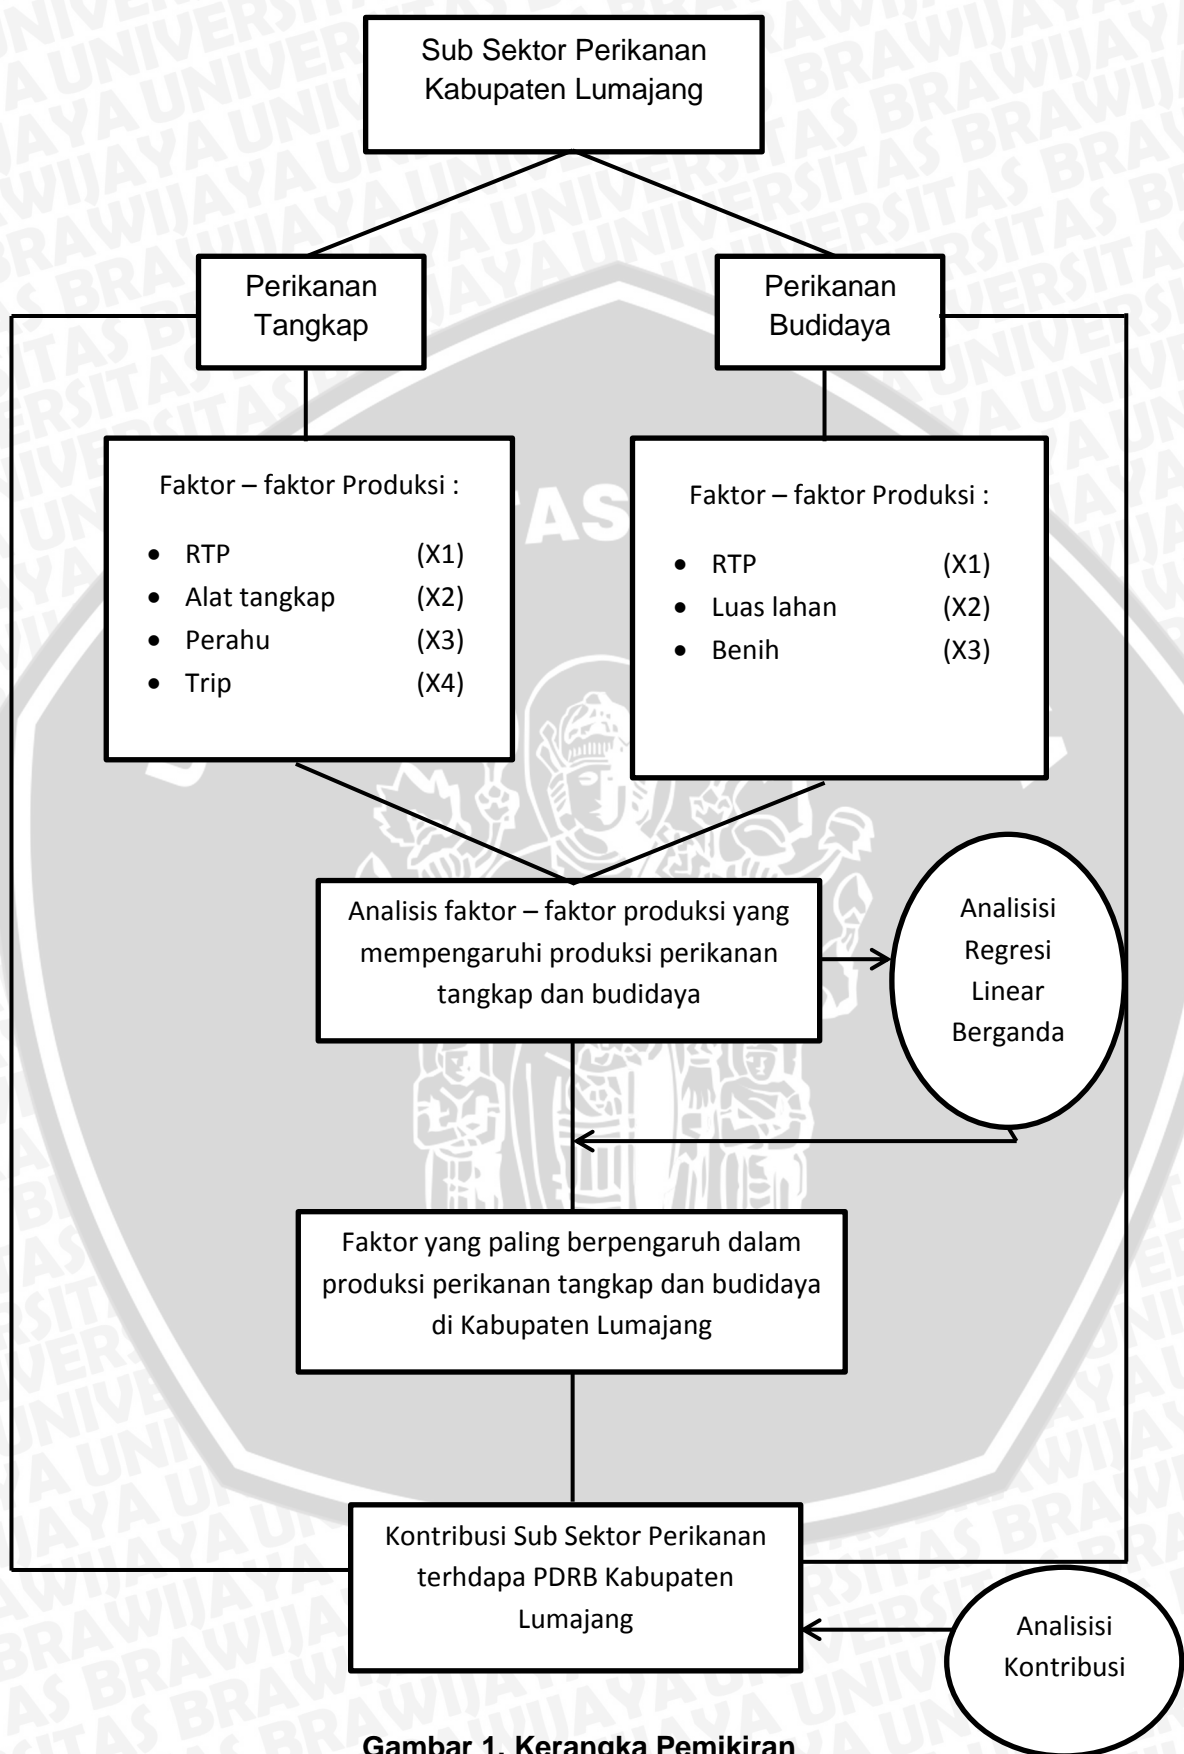 Sub Sektor Perikanan
Kabupaten Lumajang
Perikanan
Tangkap
Perikanan
Budidaya
Faktor – faktor Produksi :
• RTP (X1)
• Alat tangkap (X2)
• Perahu (X3)
• Trip (X4)
Faktor – faktor Produksi :
• RTP (X1)
• Luas lahan (X2)
• Benih (X3)
Analisis faktor – faktor produksi yang
mempengaruhi produksi perikanan
tangkap dan budidaya
Analisisi
Regresi
Linear
Berganda
Faktor yang paling berpengaruh dalam
produksi perikanan tangkap dan budidaya
di Kabupaten Lumajang
Kontribusi Sub Sektor Perikanan
terhdapa PDRB Kabupaten
Lumajang
Analisisi
Kontribusi
Gambar 1. Kerangka Pemikiran